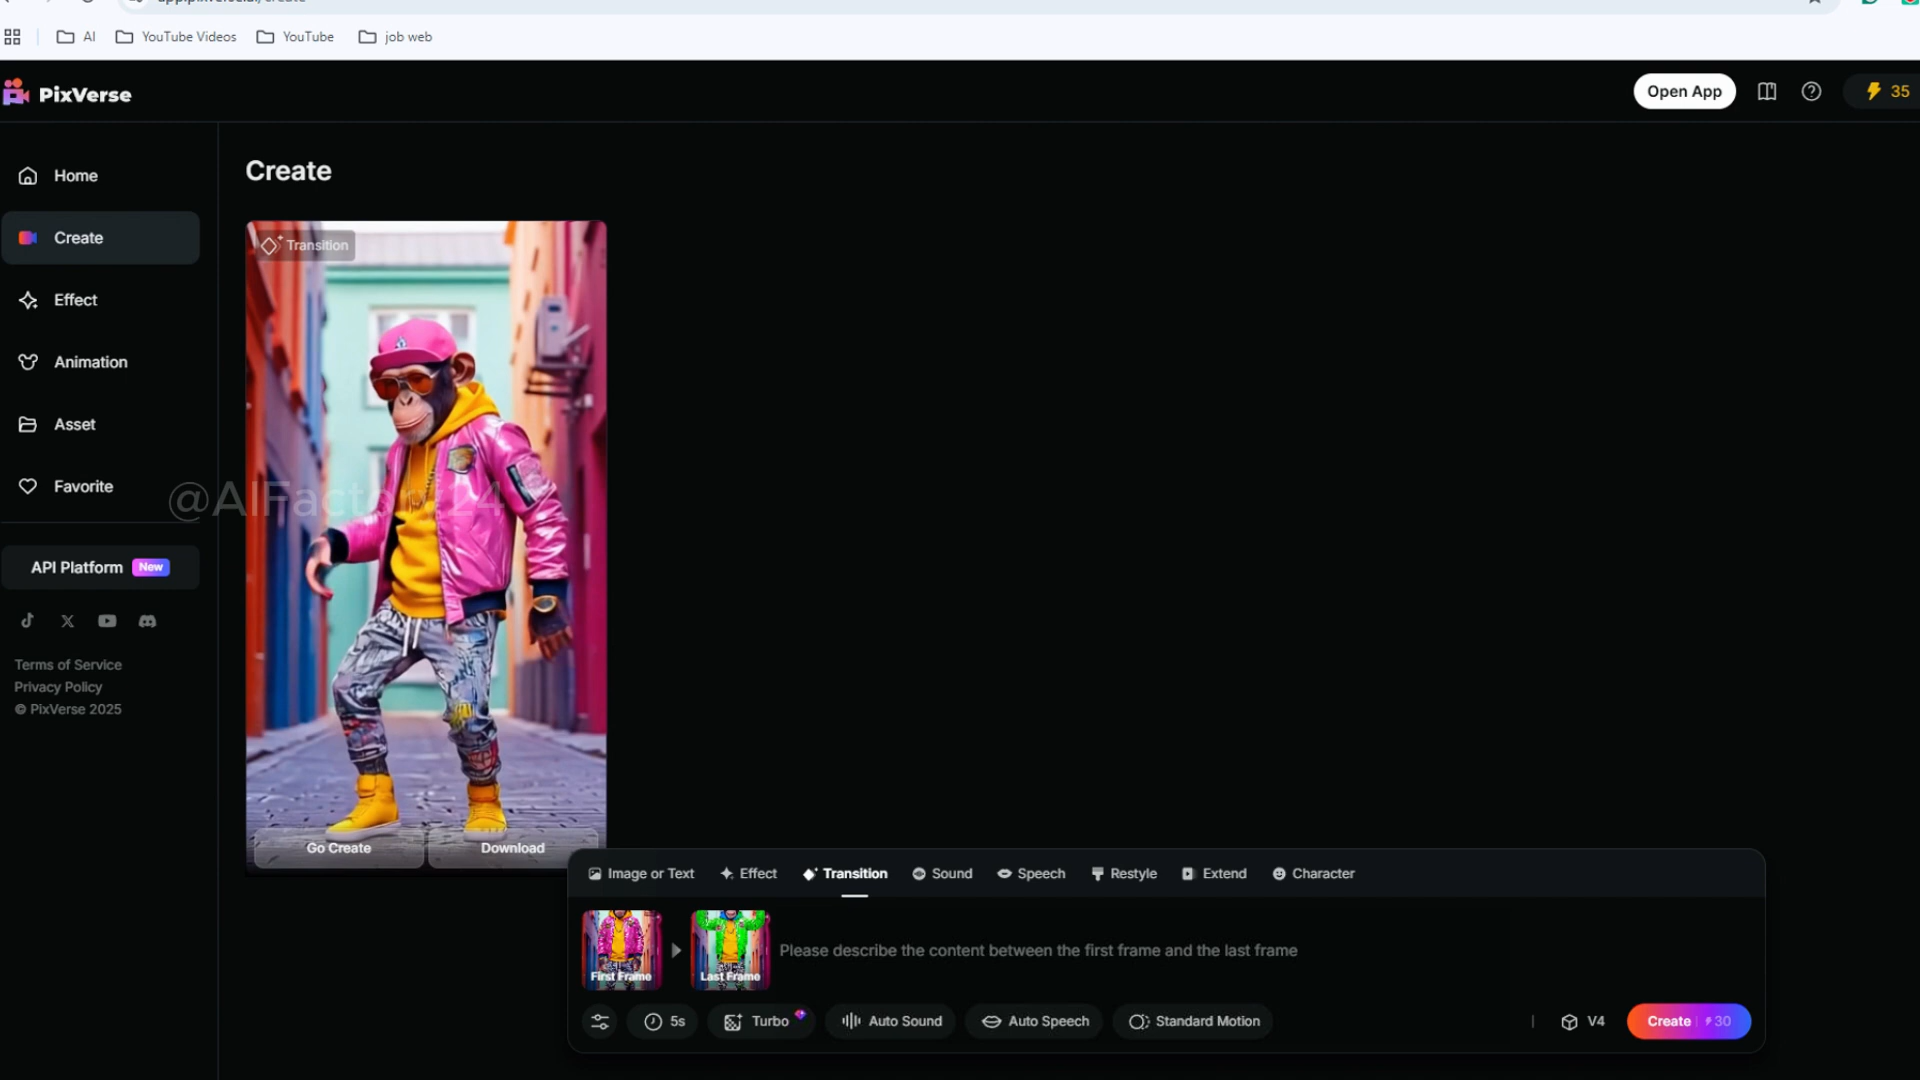 AI
YouTube Videos
YouTube
job web
PixVerse
Open App
35
Home
Create
Effect
Animation
Asset
Favorite
API Platform New
Terms of Service
Privacy Policy
© PixVerse 2025
Create
Transition
@AIFactory24
Go Create
Download
Image or Text
Effect
Transition
Sound
Speech
Restyle
Extend
Character
First Frame
Last Frame
Please describe the content between the first frame and the last frame
5s
Turbo
Auto Sound
Auto Speech
Standard Motion
V4
Create 30